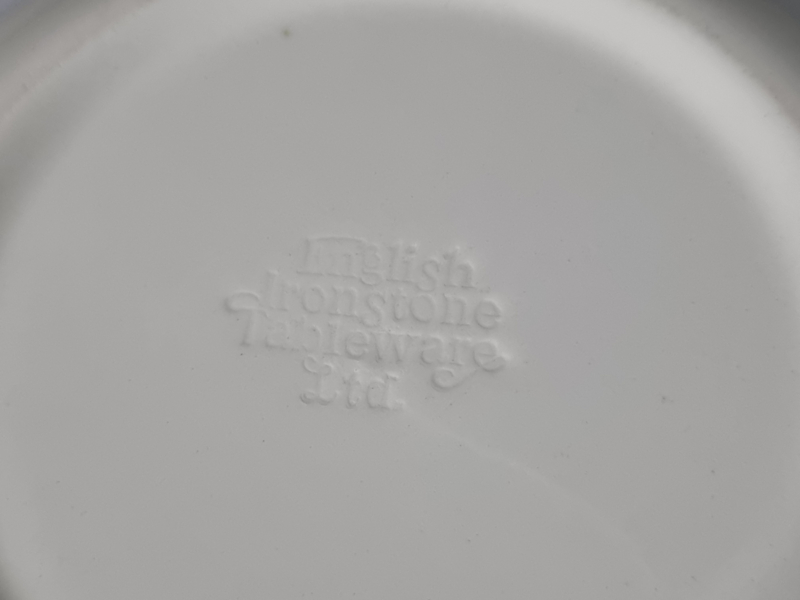 English
Ironstone
Tableware
Ltd.